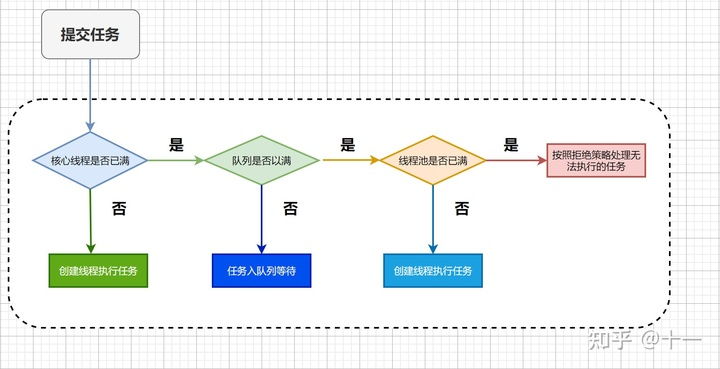 提交任务
核心线程是否已满
是
队列是否以满
是
线程池是否已满
是
按照拒绝策略处理无
法执行的任务
否
否
否
创建线程执行任务
任务入队列等待
创建线程执行任务
知乎 @十一